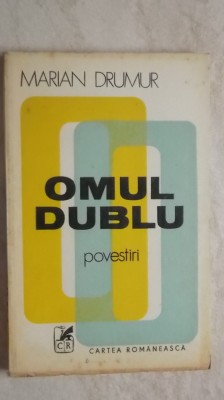 MARIAN DRUMUR
OMUL
DUBLU
povestiri
CR
CARTEA ROMÂNEASCĂ